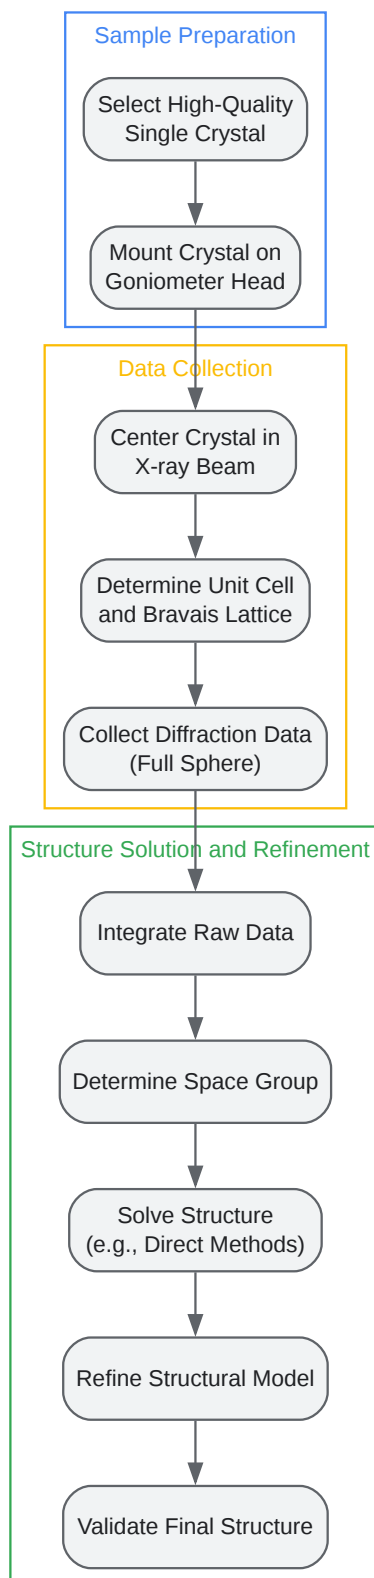 Sample Preparation
Select High-Quality
Single Crystal
Mount Crystal on
Goniometer Head
Data Collection
Center Crystal in
X-ray Beam
Determine Unit Cell
and Bravais Lattice
Collect Diffraction Data
(Full Sphere)
Structure Solution and Refinement
Integrate Raw Data
Determine Space Group
Solve Structure
(e.g., Direct Methods)
Refine Structural Model
Validate Final Structure